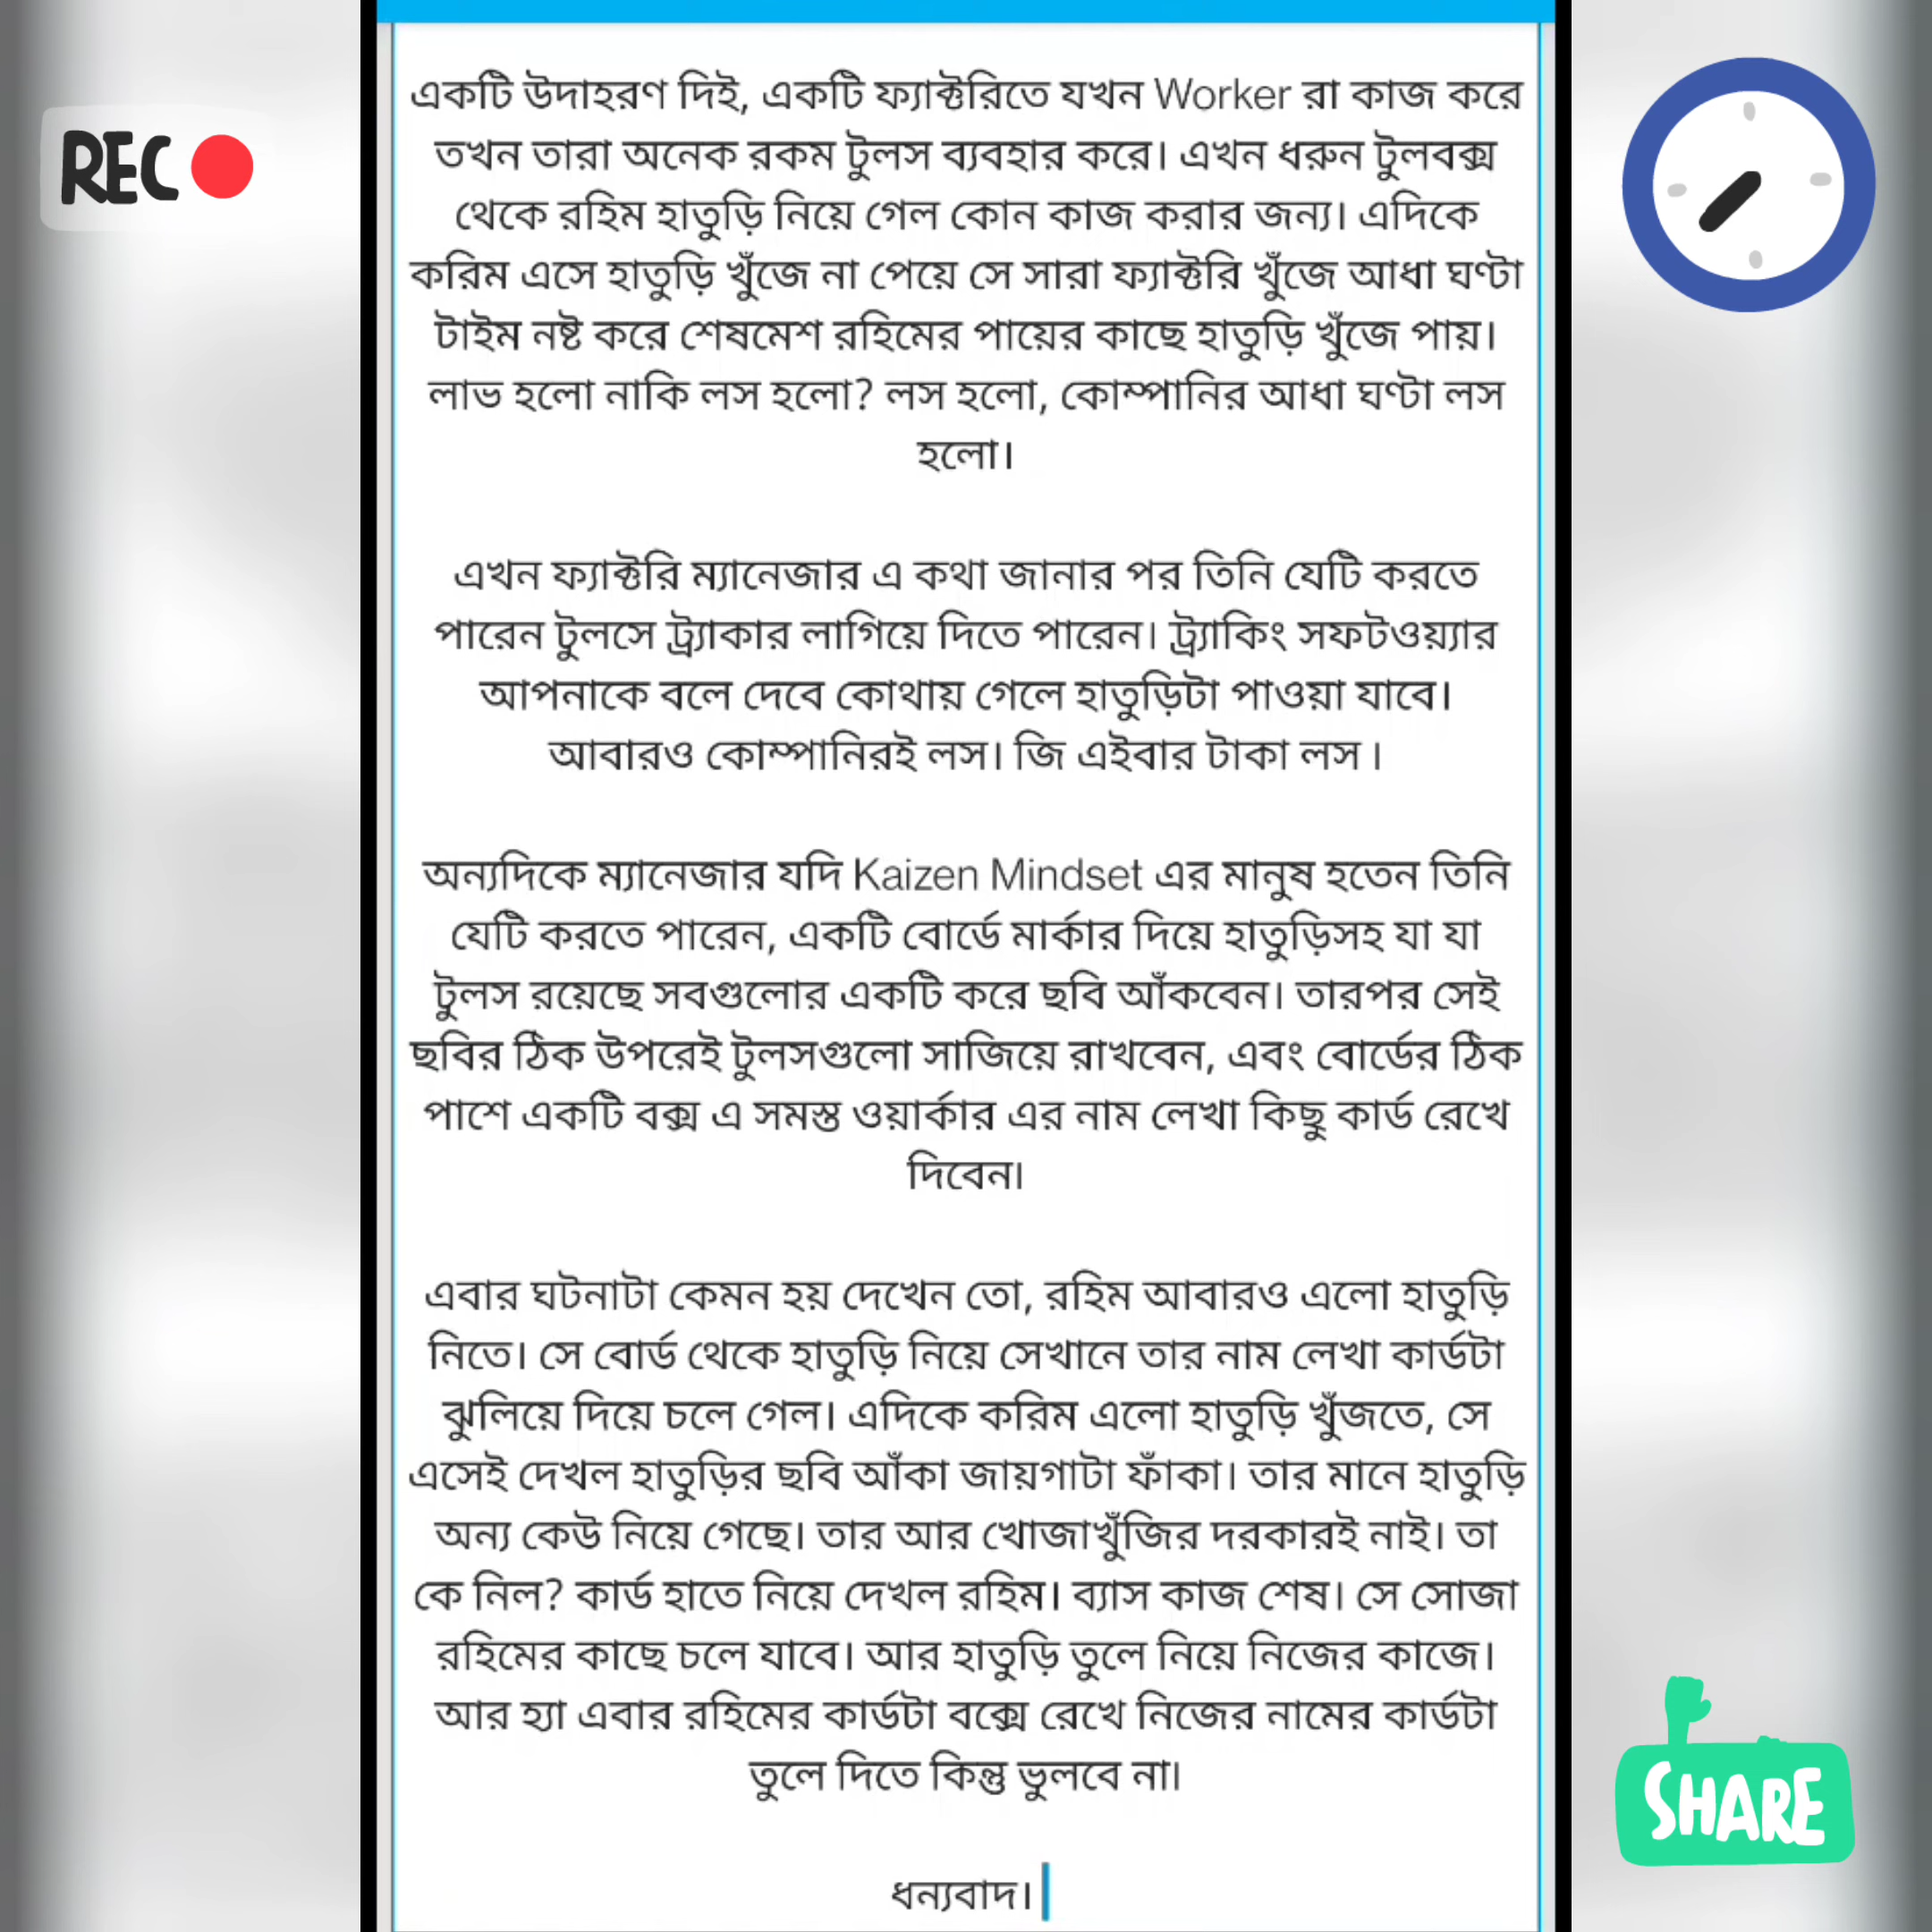 REC
একটি উদাহরণ দিই, একটি ফ্যাক্টরিতে যখন Worker রা কাজ করে
তখন তারা অনেক রকম টুলস ব্যবহার করে। এখন ধরুন টুলবক্স
থেকে রহিম হাতুড়ি নিয়ে গেল কোন কাজ করার জন্য। এদিকে
করিম এসে হাতুড়ি খুঁজে না পেয়ে সে সারা ফ্যাক্টরি খুঁজে আধা ঘণ্টা
টাইম নষ্ট করে শেষমেশ রহিমের পায়ের কাছে হাতুড়ি খুঁজে পায়।
লাভ হলো নাকি লস হলো? লস হলো, কোম্পানির আধা ঘণ্টা লস
হলো।
এখন ফ্যাক্টরি ম্যানেজার এ কথা জানার পর তিনি যেটি করতে
পারেন টুলসে ট্র্যাকার লাগিয়ে দিতে পারেন। ট্র্যাকিং সফটওয়্যার
আপনাকে বলে দেবে কোথায় গেলে হাতুড়িটা পাওয়া যাবে।
আবারও কোম্পানিরই লস। জি এইবার টাকা লস ।
অন্যদিকে ম্যানেজার যদি Kaizen Mindset এর মানুষ হতেন তিনি
যেটি করতে পারেন, একটি বোর্ডে মার্কার দিয়ে হাতুড়িসহ যা যা
টুলস রয়েছে সবগুলোর একটি করে ছবি আঁকবেন। তারপর সেই
ছবির ঠিক উপরেই টুলসগুলো সাজিয়ে রাখবেন, এবং বোর্ডের ঠিক
পাশে একটি বক্স এ সমস্ত ওয়ার্কার এর নাম লেখা কিছু কার্ড রেখে
দিবেন।
এবার ঘটনাটা কেমন হয় দেখেন তো, রহিম আবারও এলো হাতুড়ি
নিতে। সে বোর্ড থেকে হাতুড়ি নিয়ে সেখানে তার নাম লেখা কার্ডটা
ঝুলিয়ে দিয়ে চলে গেল। এদিকে করিম এলো হাতুড়ি খুঁজতে, সে
এসেই দেখল হাতুড়ির ছবি আঁকা জায়গাটা ফাঁকা। তার মানে হাতুড়ি
অন্য কেউ নিয়ে গেছে। তার আর খোজাখুঁজির দরকারই নাই। তা
কে নিল? কার্ড হাতে নিয়ে দেখল রহিম। ব্যাস কাজ শেষ। সে সোজা
রহিমের কাছে চলে যাবে। আর হাতুড়ি তুলে নিয়ে নিজের কাজে।
আর হ্যা এবার রহিমের কার্ডটা বক্সে রেখে নিজের নামের কার্ডটা
তুলে দিতে কিন্তু ভুলবে না।
ধন্যবাদ।
SHARE